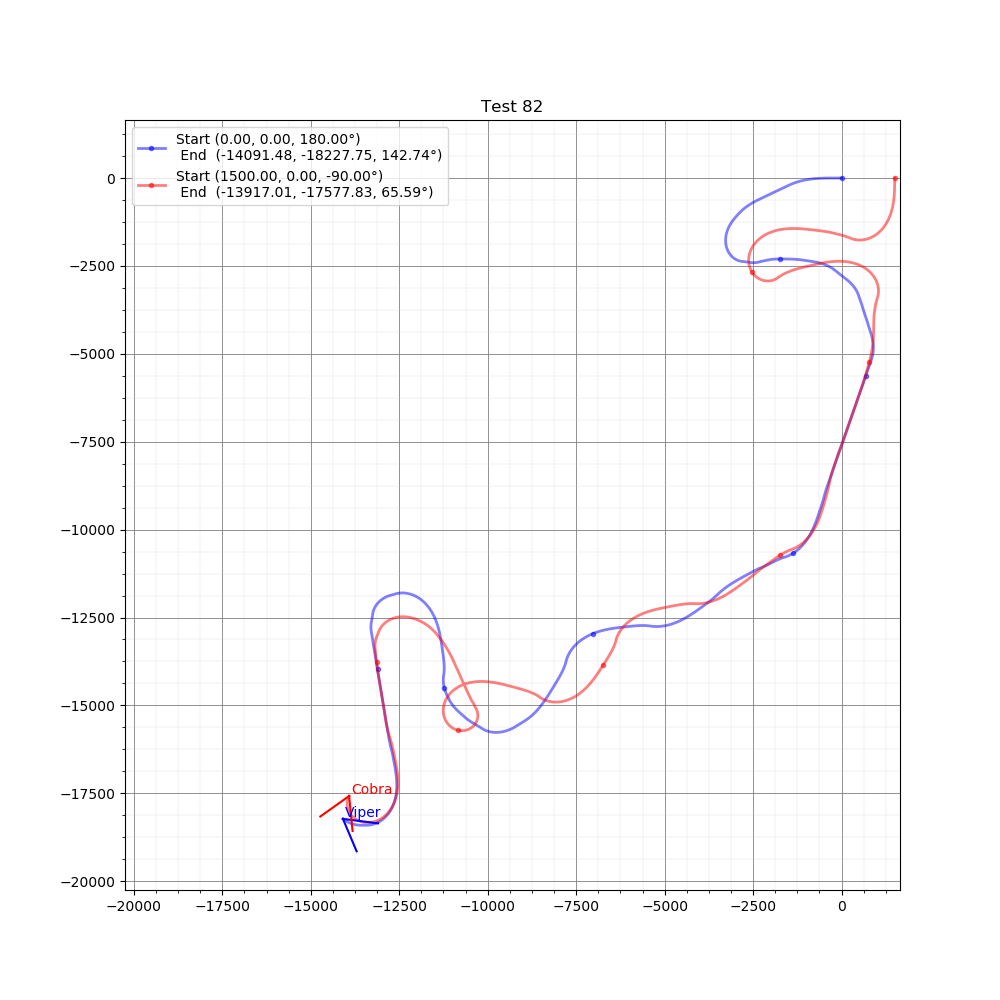 Test 82
Start (0.00, 0.00, 180.00°)
End (-14091.48, -18227.75, 142.74°)
Start (1500.00, 0.00, -90.00°)
End (-13917.01, -17577.83, 65.59°)
0
−2500
−5000
−7500
−10000
−12500
−15000
−17500
−20000
Cobra
Viper
−20000 −17500 −15000 −12500 −10000 −7500 −5000 −2500 0